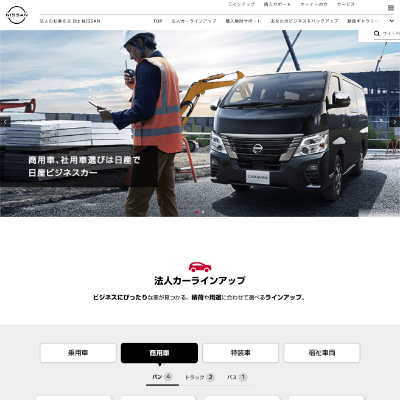 ラインアップ 購入サポート オーナーの方 サービス
NISSAN
法人のお客さま Biz NISSAN TOP 法人カーラインアップ 購入検討サポート あなたのビジネスをバックアップ 動画ギャラリー
サイト内
商用車、社用車選びは日産で
日産ビジネスカー
CARAVAN
法人カーラインアップ
ビジネスにぴったりな車が見つかる。積荷や用途に合わせて選べるラインアップ。
乗用車 商用車 特装車 福祉車両
バン 4 トラック 2 バス 1